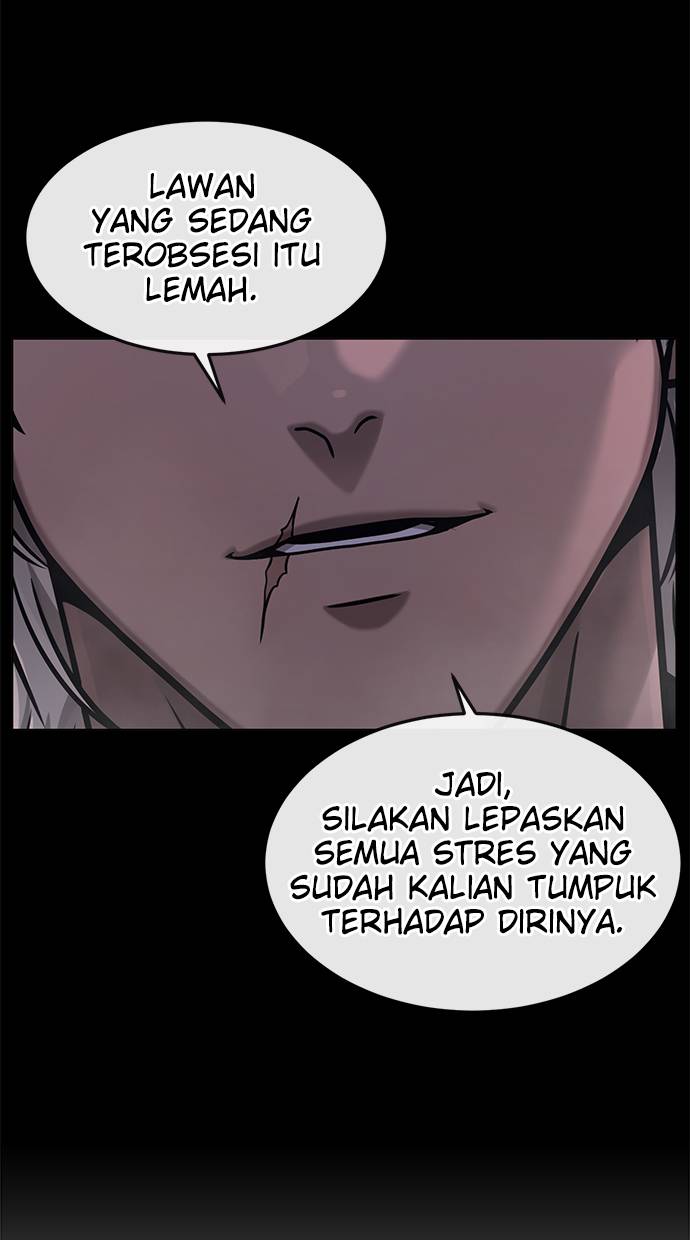 LAWAN
YANG SEDANG
TEROBSESI ITU
LEMAH.
JADI,
SILAKAN LEPASKAN
SEMUA STRES YANG
SUDAH KALIAN TUMPUK
TERHADAP DIRINYA.